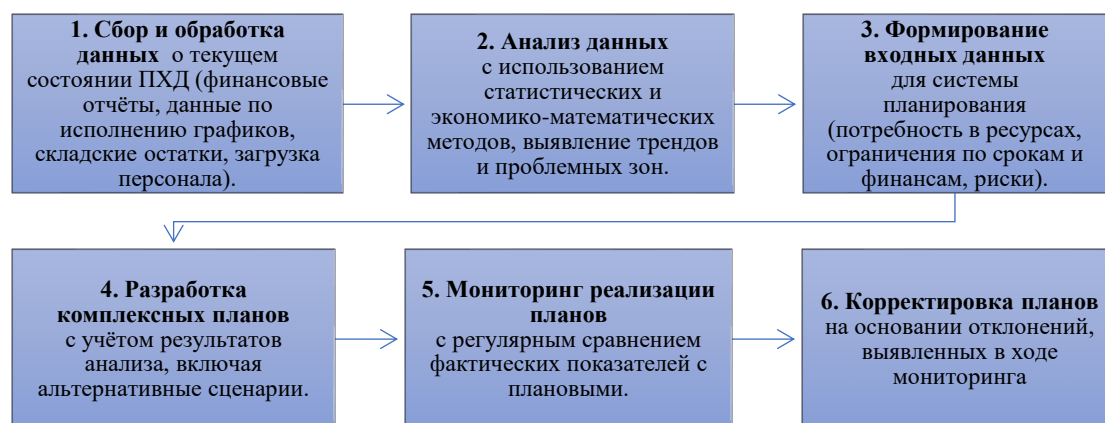 1. Сбор и обработка
данных о текущем
состоянии ПХД (финансовые
отчёты, данные по
исполнению графиков,
складские остатки, загрузка
персонала).
2. Анализ данных
с использованием
статистических и
экономико-математических
методов, выявление трендов
и проблемных зон.
3. Формирование
входных данных
для системы
планирования
(потребность в ресурсах,
ограничения по срокам и
финансам, риски).
4. Разработка
комплексных планов
с учётом результатов
анализа, включая
альтернативные сценарии.
5. Мониторинг реализации
планов
с регулярным сравнением
фактических показателей с
плановыми.
6. Корректировка планов
на основании отклонений,
выявленных в ходе
мониторинга